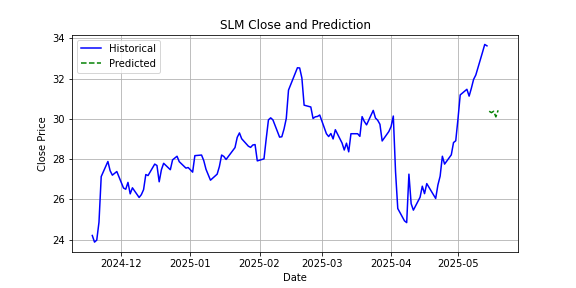 SLM Close and Prediction
34
32
30
28
26
24
Close Price
Historical
Predicted
2024-12
2025-01
2025-02
2025-03
2025-04
2025-05
Date